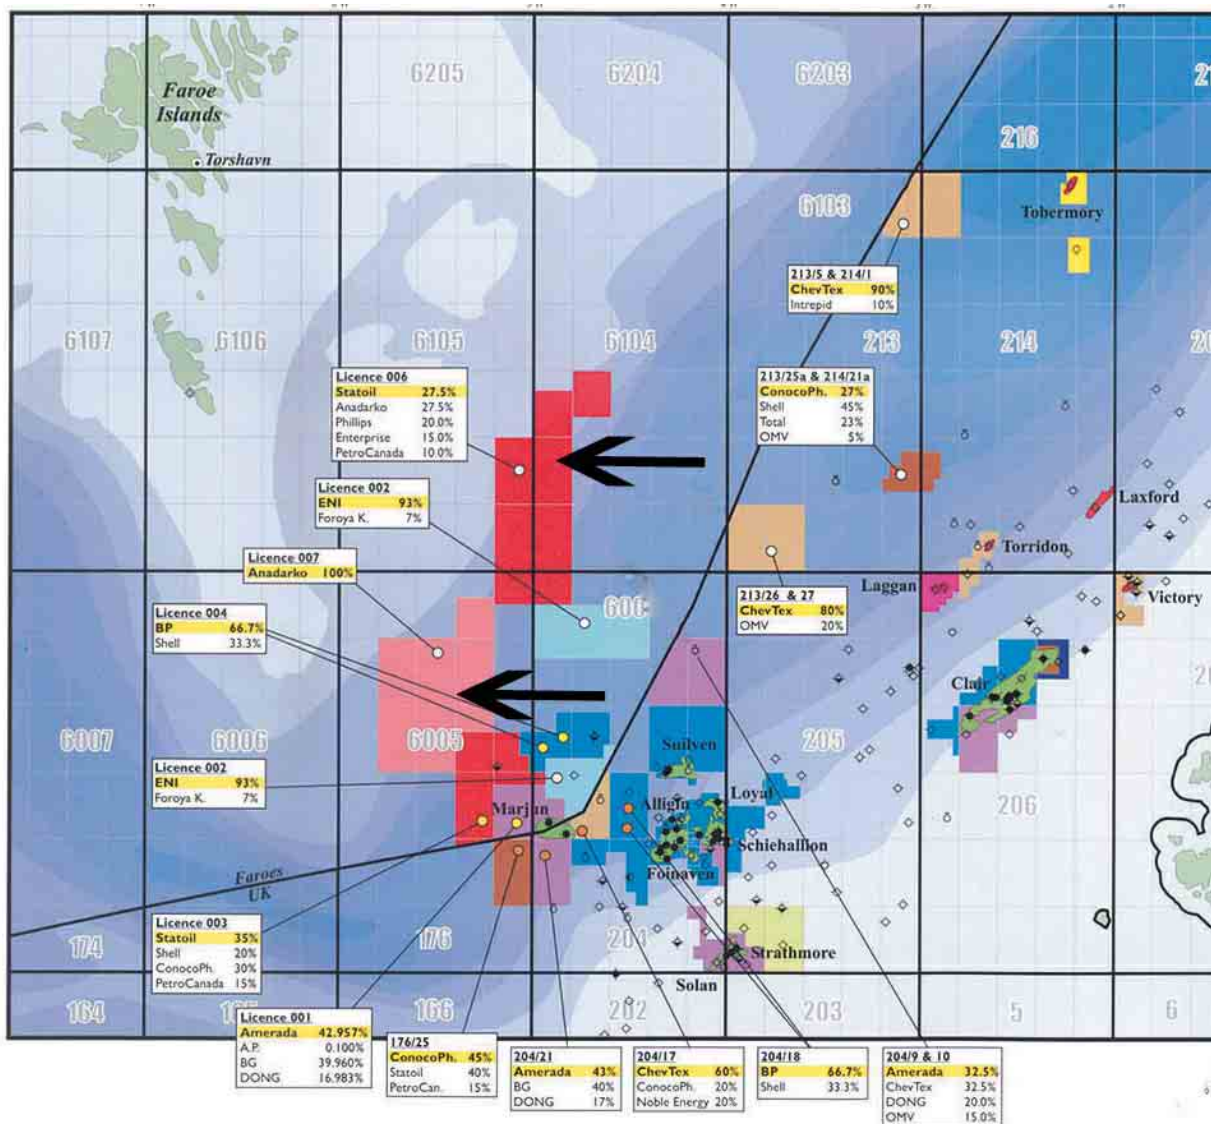 6205
6204
6203
216
Faroe
Islands
Torshavn
6103
Tobermory
213/5 & 214/1
ChevTex 90%
Intrepid 10%
6107
6106
6105
6104
213
214
Licence 006
Statoil 27.5%
Anadarko 27.5%
Phillips 20.0%
Enterprise 15.0%
PetroCanada 10.0%
213/25a & 214/21a
ConocoPh. 27%
Shell 45%
Total 23%
OMV 5%
Licence 002
ENI 93%
Foroya K. 7%
Laxford
Torridon
Licence 007
Anadarko 100%
Laggan
Victory
213/26 & 27
ChevTex 80%
OMV 20%
Licence 004
BP 66.7%
Shell 33.3%
Clair
6007
6006
6005
205
Suilven
Licence 002
ENI 93%
Foroya K. 7%
Marjun
Alligin
Loyal
206
Schiehallion
Foinaven
Faroes
UK
Licence 003
Statoil 35%
Shell 20%
ConocoPh. 30%
PetroCanada 15%
174
176
204
Strathmore
Solan
164
166
203
5
6
Licence 001
Amerada 42.957%
A.P. 0.100%
BG 39.960%
DONG 16.983%
176/25
ConocoPh. 45%
Statoil 40%
PetroCan. 15%
204/21
Amerada 43%
BG 40%
DONG 17%
204/17
ChevTex 60%
ConocoPh. 20%
Noble Energy 20%
204/18
BP 66.7%
Shell 33.3%
204/9 & 10
Amerada 32.5%
ChevTex 32.5%
DONG 20.0%
OMV 15.0%